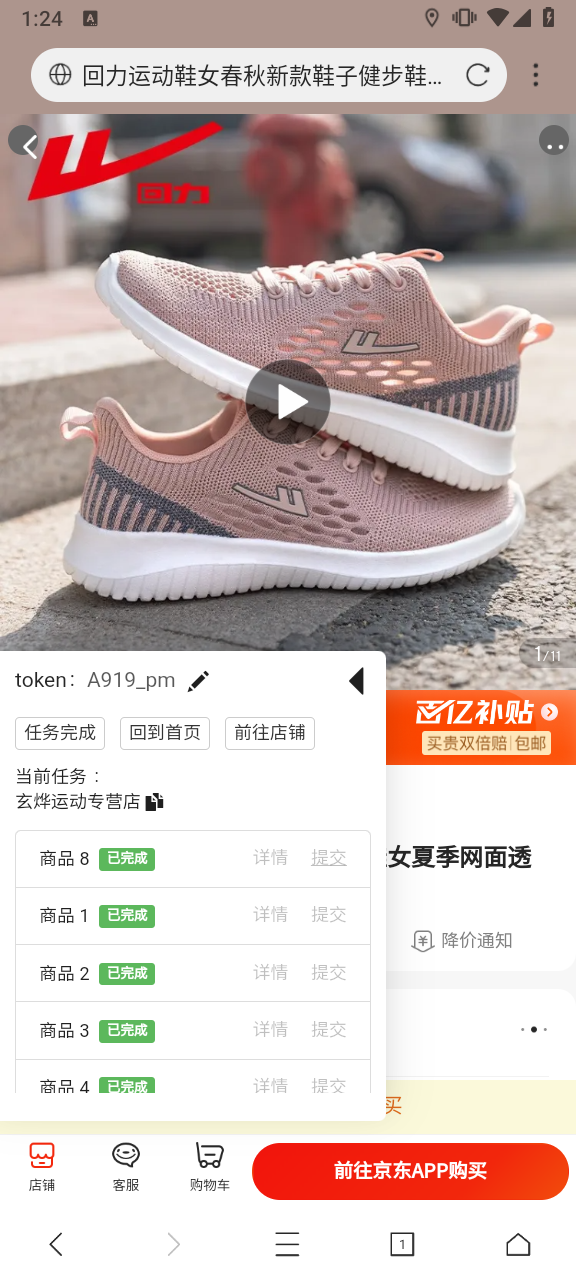 1:24
回力运动鞋女春秋新款鞋子健步鞋...
回力
1/11
token： A919_pm
百亿补贴
任务完成 回到首页 前往店铺
买贵双倍赔 包邮
当前任务：
玄烨运动专营店
商品 8 已完成 详情 提交
女夏季网面透
商品 1 已完成 详情 提交
降价通知
商品 2 已完成 详情 提交
商品 3 已完成 详情 提交
商品 4 已完成 详情 提交
买
店铺 客服 购物车 前往京东APP购买
1